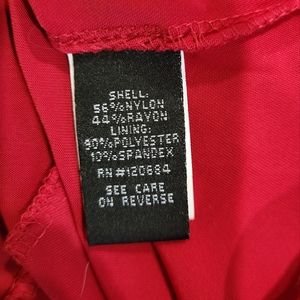 SHELL:
56%NYLON
44%RAYON
LINING:
90%POLYESTER
10%SPANDEX
RN#120684
SEE CARE
ON REVERSE